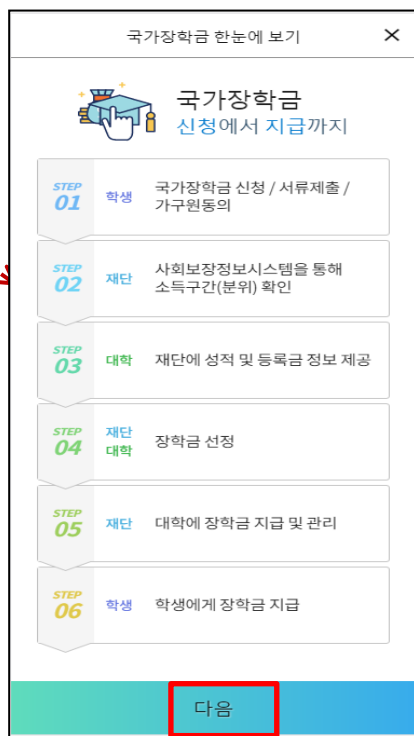 국가장학금 한눈에 보기 ×
국가장학금
신청에서 지급까지
STEP
01
학생
국가장학금 신청 / 서류제출 /
가구원동의
STEP
02
재단
사회보장정보시스템을 통해
소득구간(분위) 확인
STEP
03
대학
재단에 성적 및 등록금 정보 제공
STEP
04
재단
대학
장학금 선정
STEP
05
재단
대학에 장학금 지급 및 관리
STEP
06
학생
학생에게 장학금 지급
다음